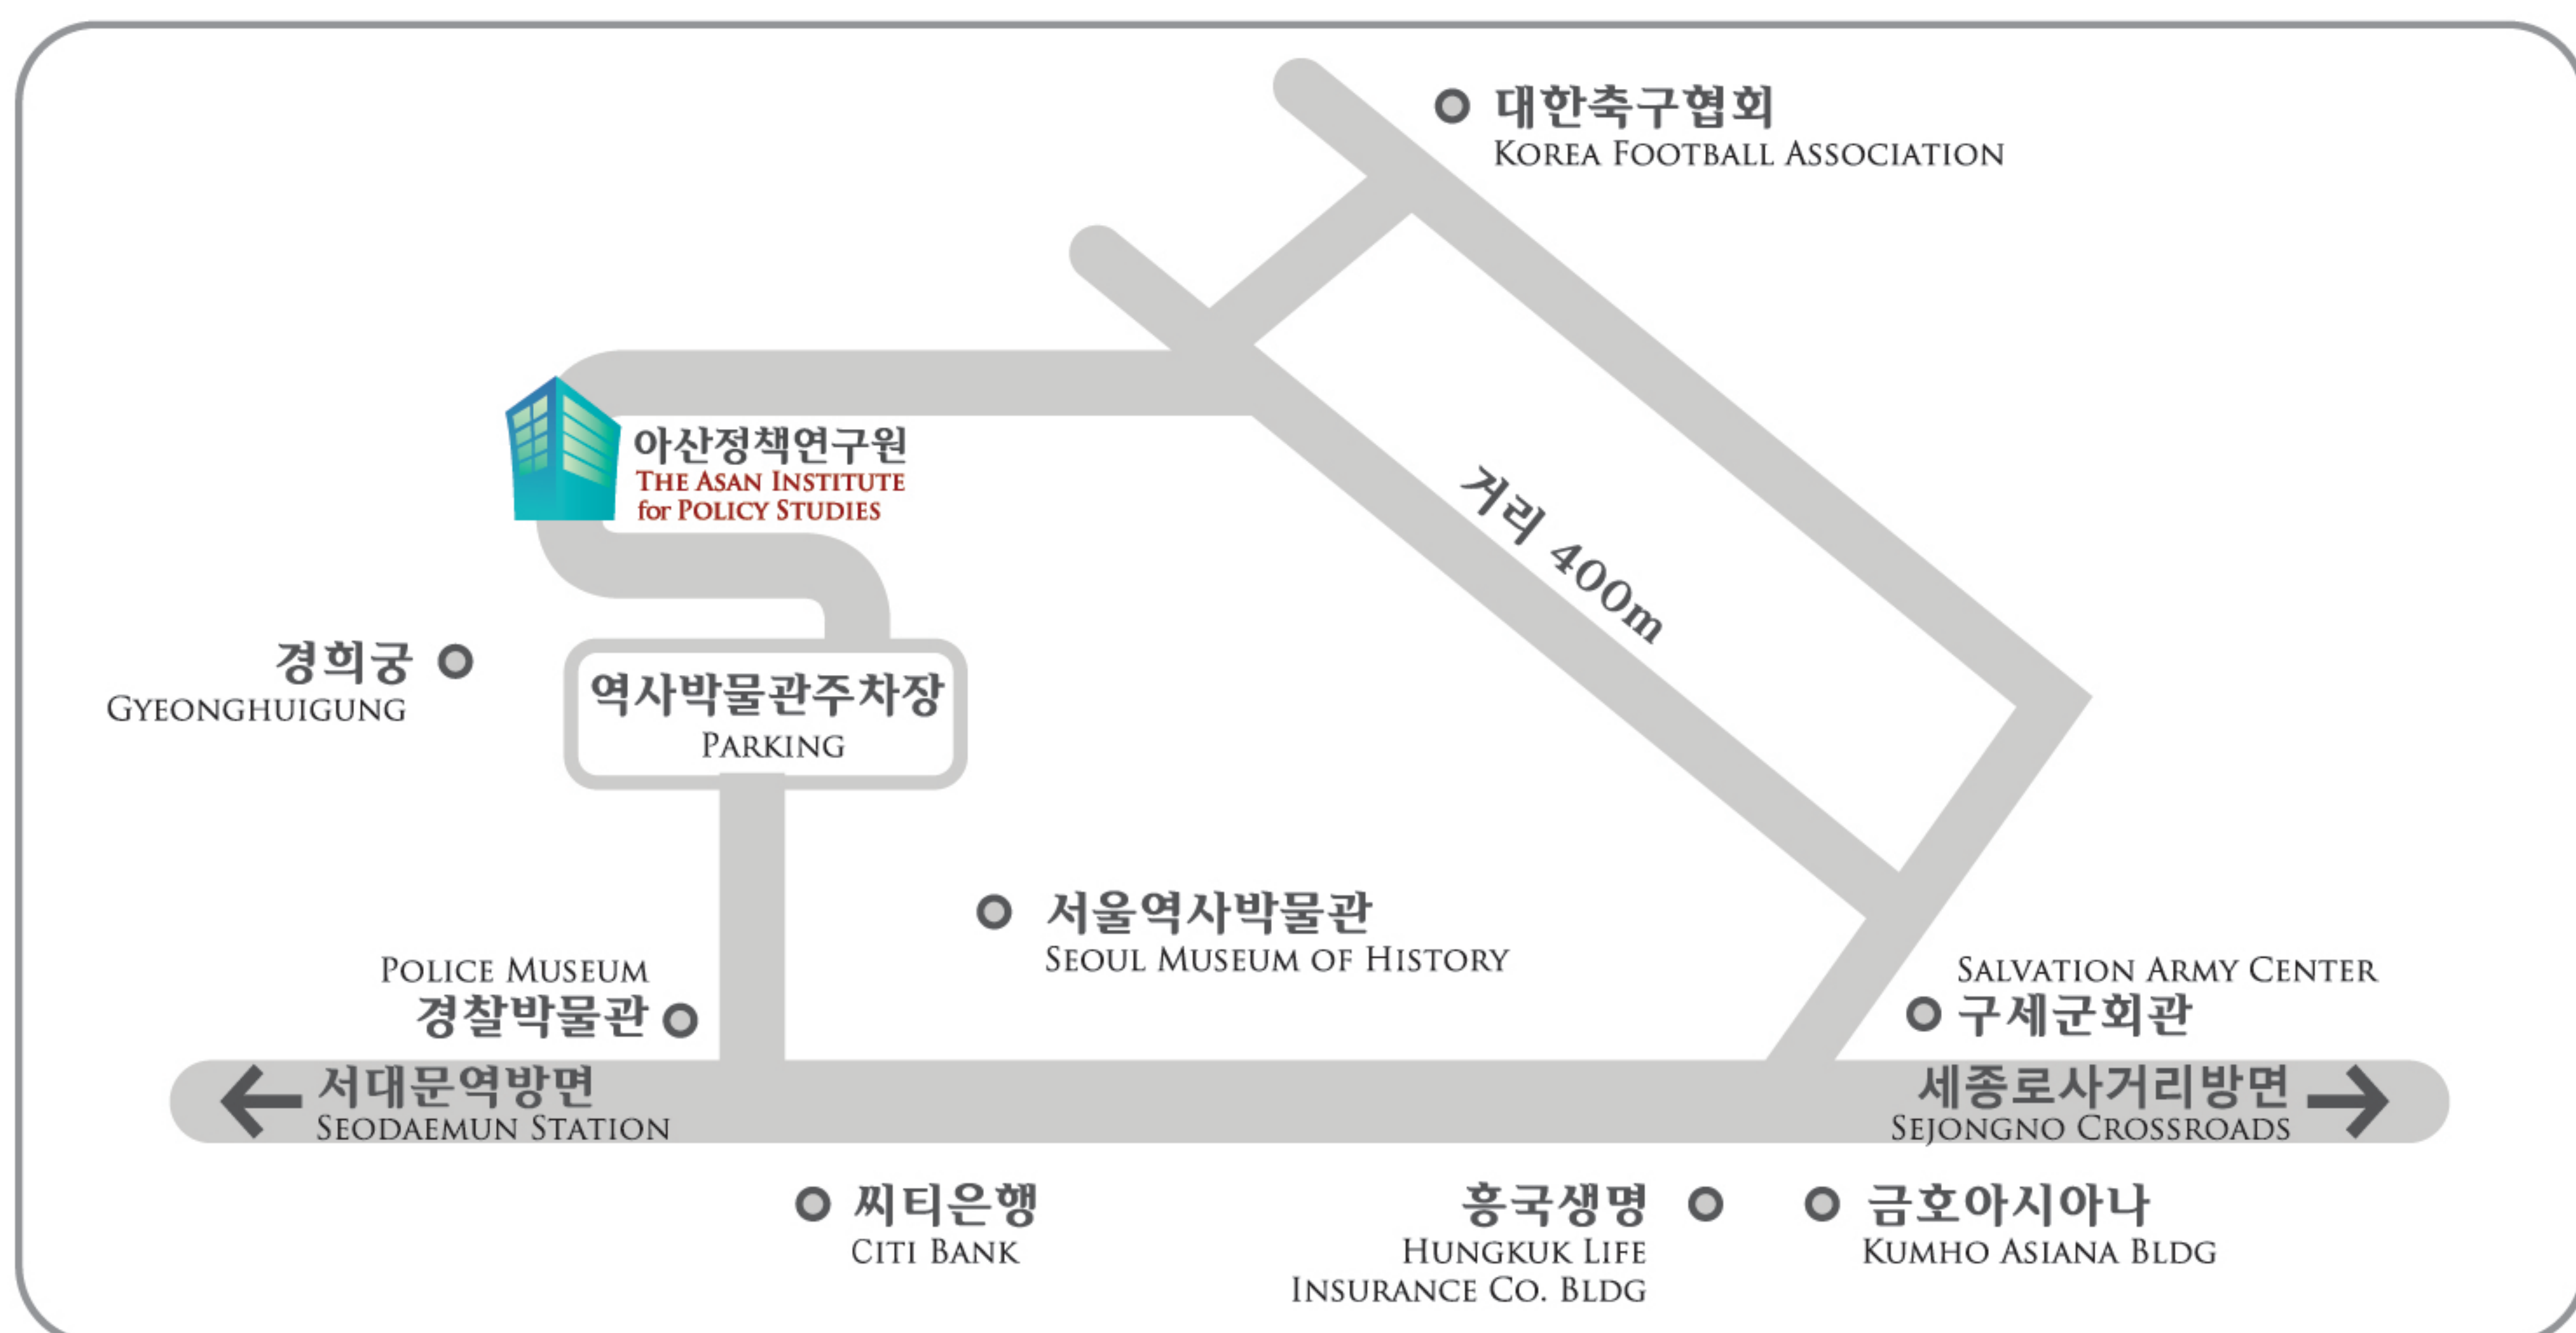 대한축구협회
KOREA FOOTBALL ASSOCIATION
아산정책연구원
THE ASAN INSTITUTE
for POLICY STUDIES
거리 400m
경희궁
GYEONGHUIGUNG
역사박물관주차장
PARKING
서울역사박물관
SEOUL MUSEUM OF HISTORY
POLICE MUSEUM
경찰박물관
SALVATION ARMY CENTER
구세군회관
서대문역방면
SEODAEMUN STATION
세종로사거리방면
SEJONGNO CROSSROADS
씨티은행
CITI BANK
흥국생명
HUNGKUK LIFE
INSURANCE CO. BLDG
금호아시아나
KUMHO ASIANA BLDG